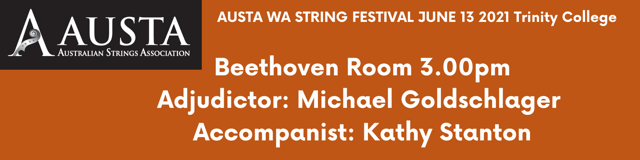 AUSTA
AUSTRALIAN STRINGS ASSOCIATION
AUSTA WA STRING FESTIVAL JUNE 13 2021 Trinity College
Beethoven Room 3.00pm
Adjudictor: Michael Goldschlager
Accompanist: Kathy Stanton